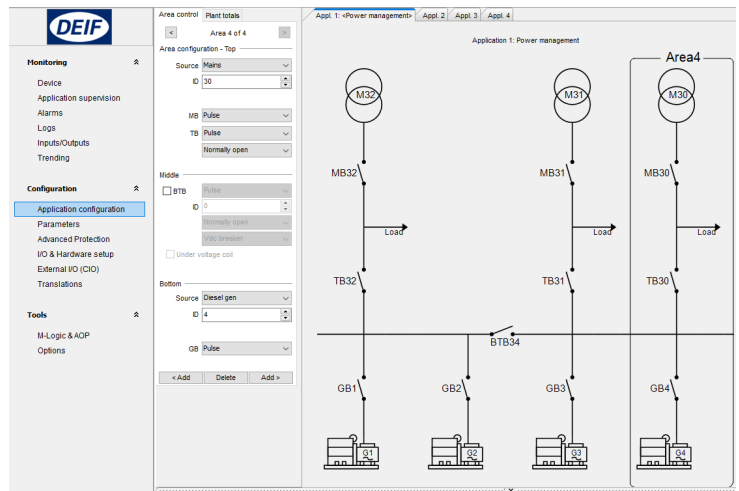 DEIF
Monitoring
Device
Application supervision
Alarms
Logs
Inputs/Outputs
Trending
Configuration
Application configuration
Parameters
Advanced Protection
I/O & Hardware setup
External I/O (CIO)
Translations
Tools
M-Logic & AOP
Options
Area control Plant totals
< Area 4 of 4 >
Area configuration - Top
Source Mains
ID 30
MB Pulse
TB Pulse
Normally open
Middle
BTB Pulse
ID 0
Normally open
Vdc breaker
Under voltage coil
Bottom
Source Diesel gen
ID 4
GB Pulse
< Add Delete Add >
Appl. 1: <Power management> Appl. 2 Appl. 3 Appl. 4
Application 1: Power management
Area4
M32 M31 M30
MB32 MB31 MB30
Load Load Load
TB32 TB31 TB30
BTB34
GB1 GB2 GB3 GB4
G1 G2 G3 G4